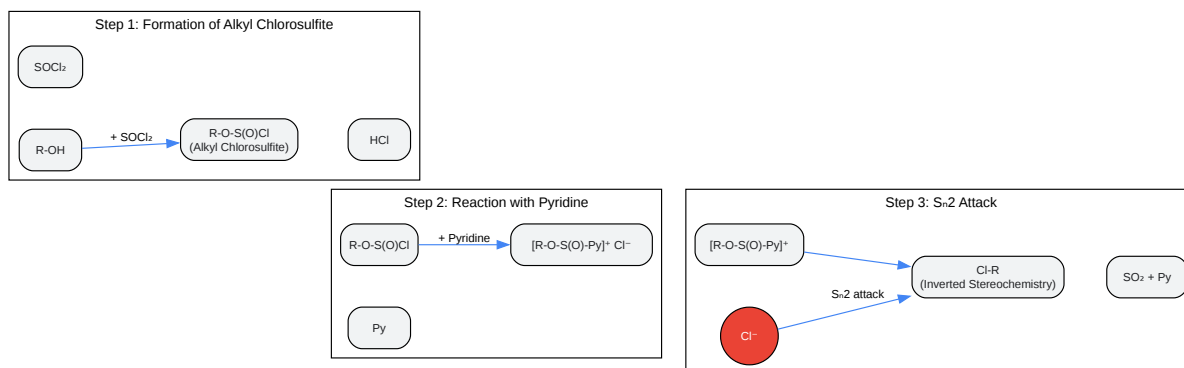 Step 1: Formation of Alkyl Chlorosulfite
SOCl₂
R-OH
+ SOCl₂
R-O-S(O)Cl
(Alkyl Chlorosulfite)
HCl
Step 2: Reaction with Pyridine
R-O-S(O)Cl
+ Pyridine
[R-O-S(O)-Py]⁺ Cl⁻
Py
Step 3: Sₙ2 Attack
[R-O-S(O)-Py]⁺
Cl⁻
Sₙ2 attack
Cl-R
(Inverted Stereochemistry)
SO₂ + Py